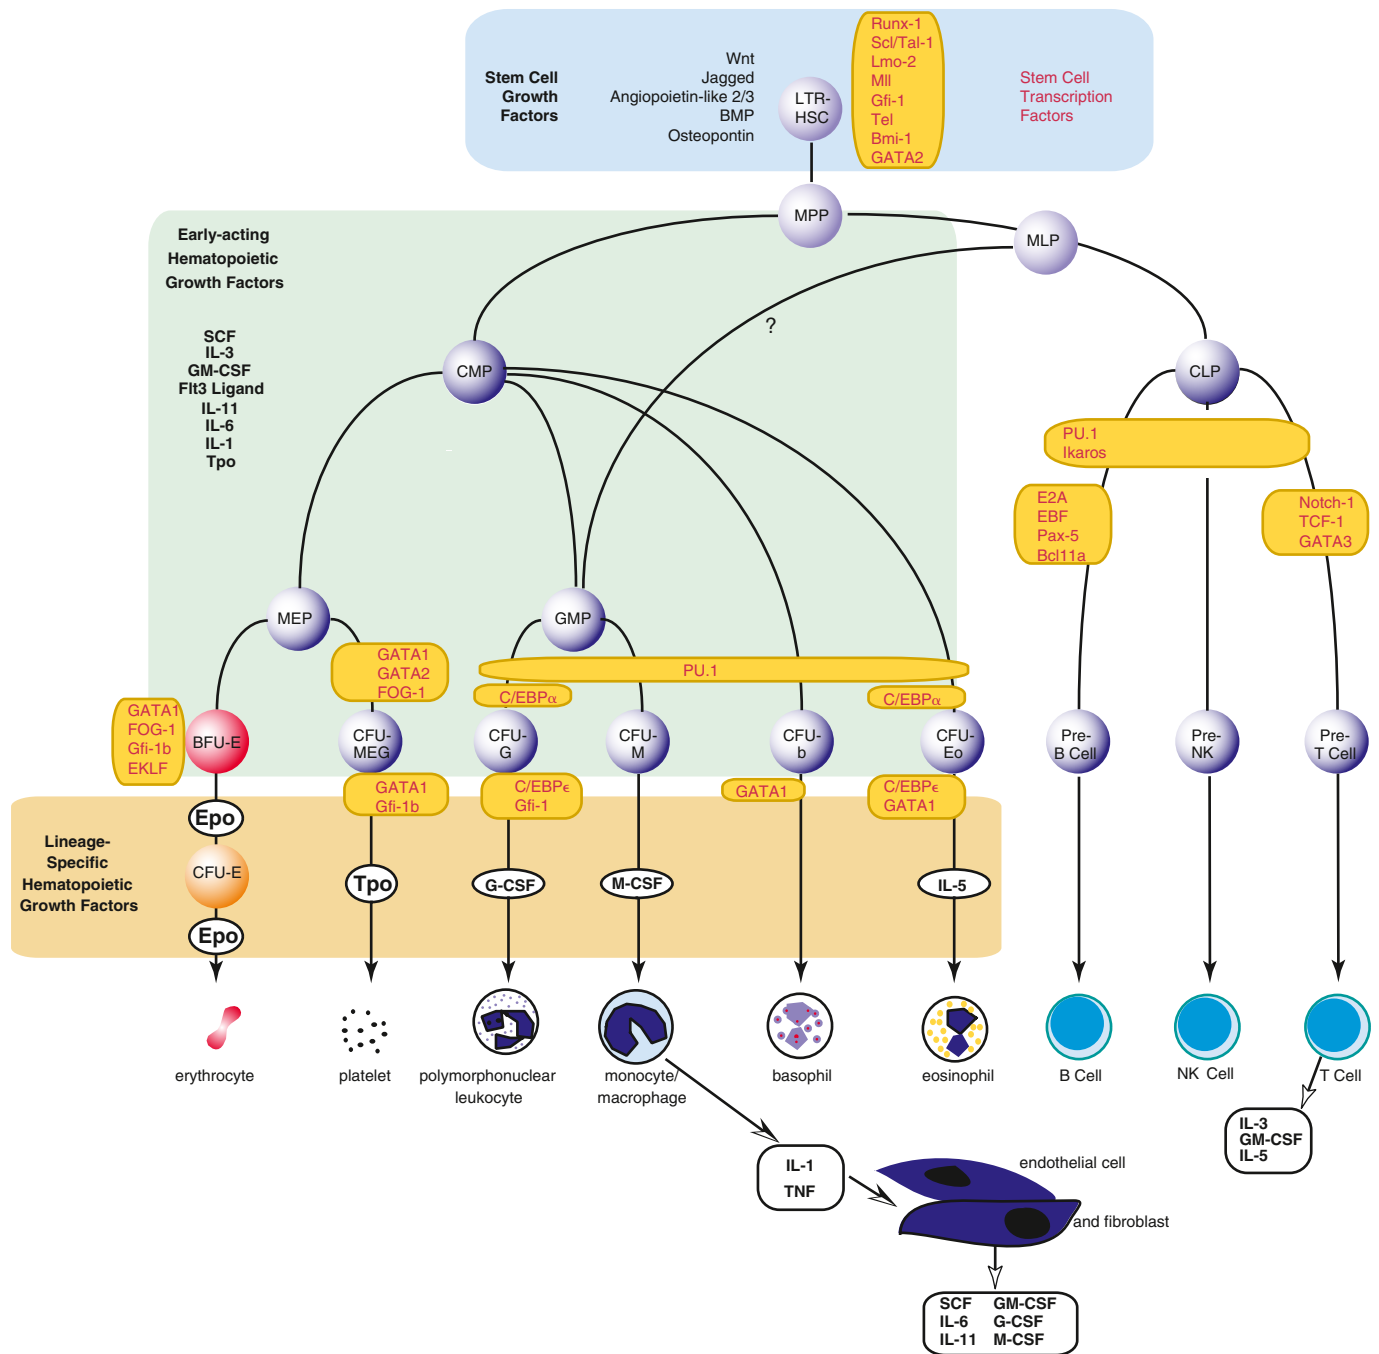 Stem Cell
Growth
Factors
Wnt
Jagged
Angiopoietin-like 2/3
BMP
Osteopontin
LTR-
HSC
Runx-1
Scl/Tal-1
Lmo-2
Mll
Gfi-1
Tel
Bmi-1
GATA2
Stem Cell
Transcription
Factors
MPP
MLP
Early-acting
Hematopoietic
Growth Factors
SCF
IL-3
GM-CSF
Flt3 Ligand
IL-11
IL-6
IL-1
Tpo
?
CMP
CLP
PU.1
Ikaros
E2A
EBF
Pax-5
Bcl11a
Notch-1
TCF-1
GATA3
MEP
GMP
GATA1
GATA2
FOG-1
PU.1
C/EBPα
C/EBPα
GATA1
FOG-1
Gfi-1b
EKLF
BFU-E
CFU-
MEG
CFU-
G
CFU-
M
CFU-
b
CFU-
Eo
Pre-
B Cell
Pre-
NK
Pre-
T Cell
GATA1
Gfi-1b
C/EBPϵ
Gfi-1
GATA1
C/EBPϵ
GATA1
Lineage-
Specific
Hematopoietic
Growth Factors
Epo
CFU-E
Epo
Tpo
G-CSF
M-CSF
IL-5
erythrocyte
platelet
polymorphonuclear
leukocyte
monocyte/
macrophage
basophil
eosinophil
B Cell
NK Cell
T Cell
IL-3
GM-CSF
IL-5
IL-1
TNF
endothelial cell
and fibroblast
SCF GM-CSF
IL-6 G-CSF
IL-11 M-CSF